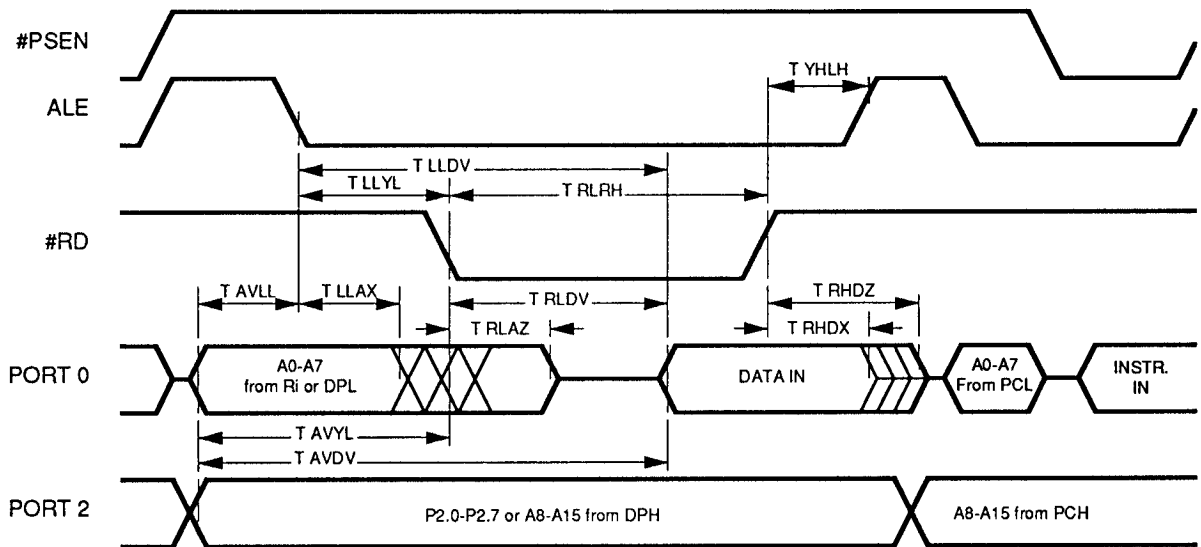 #PSEN
T YHLH
ALE
T LLDV
T LLYL
T RLRH
#RD
T AVLL
T LLAX
T RLDV
T RHDZ
T RLAZ
T RHDX
PORT 0
A0-A7
from Ri or DPL
DATA IN
A0-A7
From PCL
INSTR.
IN
T AVYL
T AVDV
PORT 2
P2.0-P2.7 or A8-A15 from DPH
A8-A15 from PCH